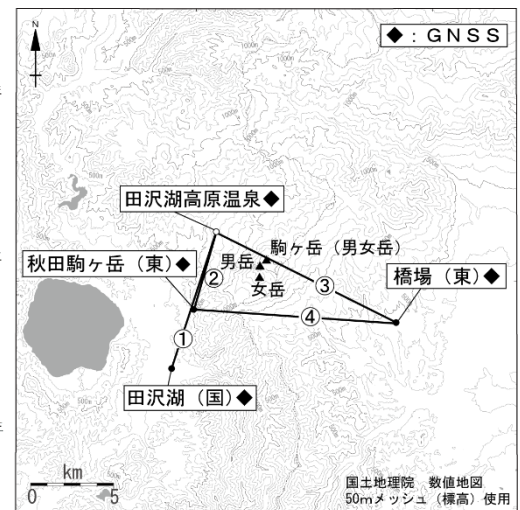 N
◆：ＧＮＳＳ
田沢湖高原温泉◆
駒ヶ岳（男女岳）
男岳
女岳
秋田駒ヶ岳（東）◆
橋場（東）◆
②
③
④
①
田沢湖（国）◆
km
0 5
国土地理院 数値地図
50mメッシュ（標高）使用